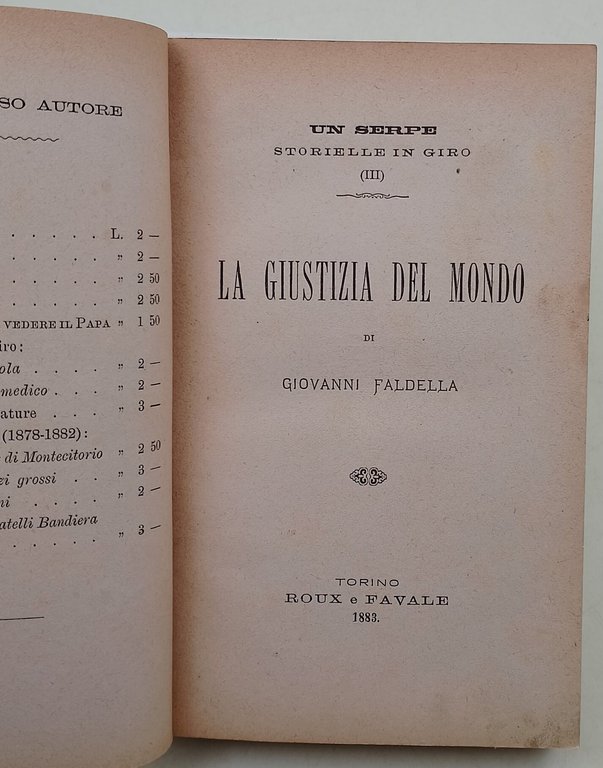 SO AUTORE
L. 2 —
" 2 —
" 2 50
" 2 50
VEDERE IL PAPA " 1 50
iro:
ola " 2 —
medico " 2 —
ature " 3 —
(1878-1882):
di Montecitorio " 2 50
zi grossi " 3 —
ni " 2 —
atelli Bandiera
" 3 —
UN SERPE
STORIELLE IN GIRO
(III)
LA GIUSTIZIA DEL MONDO
DI
GIOVANNI FALDELLA
TORINO
ROUX e FAVALE
1883.